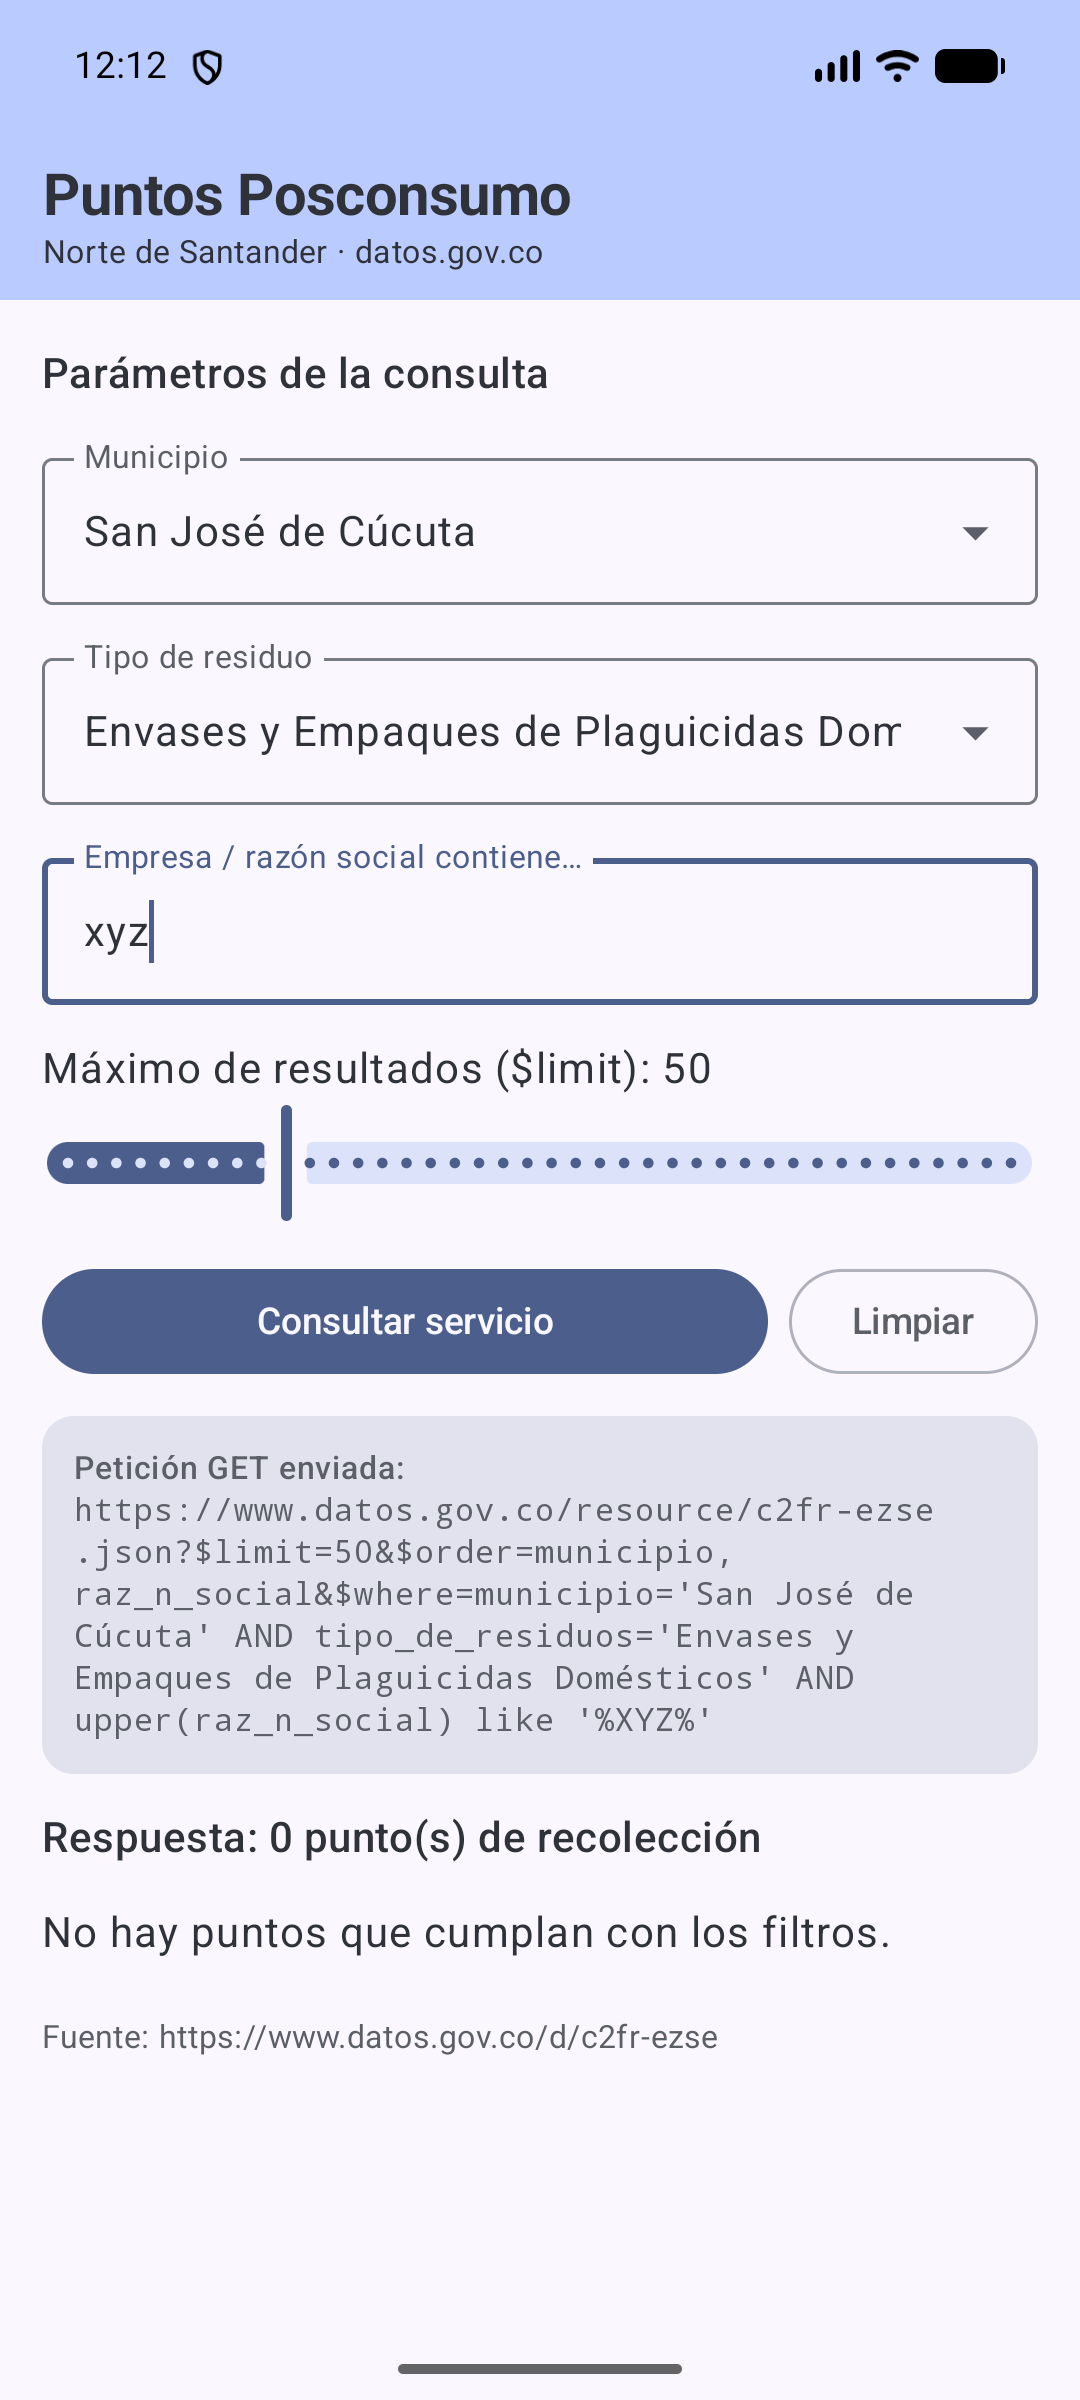 12:12
Puntos Posconsumo
Norte de Santander · datos.gov.co
Parámetros de la consulta
Municipio
San José de Cúcuta
Tipo de residuo
Envases y Empaques de Plaguicidas Dom
Empresa / razón social contiene...
xyz
Máximo de resultados ($limit): 50
Consultar servicio
Limpiar
Petición GET enviada:
https://www.datos.gov.co/resource/c2fr-ezse
.json?$limit=50&$order=municipio,
raz_n_social&$where=municipio='San José de
Cúcuta' AND tipo_de_residuos='Envases y
Empaques de Plaguicidas Domésticos' AND
upper(raz_n_social) like '%XYZ%'
Respuesta: 0 punto(s) de recolección
No hay puntos que cumplan con los filtros.
Fuente: https://www.datos.gov.co/d/c2fr-ezse